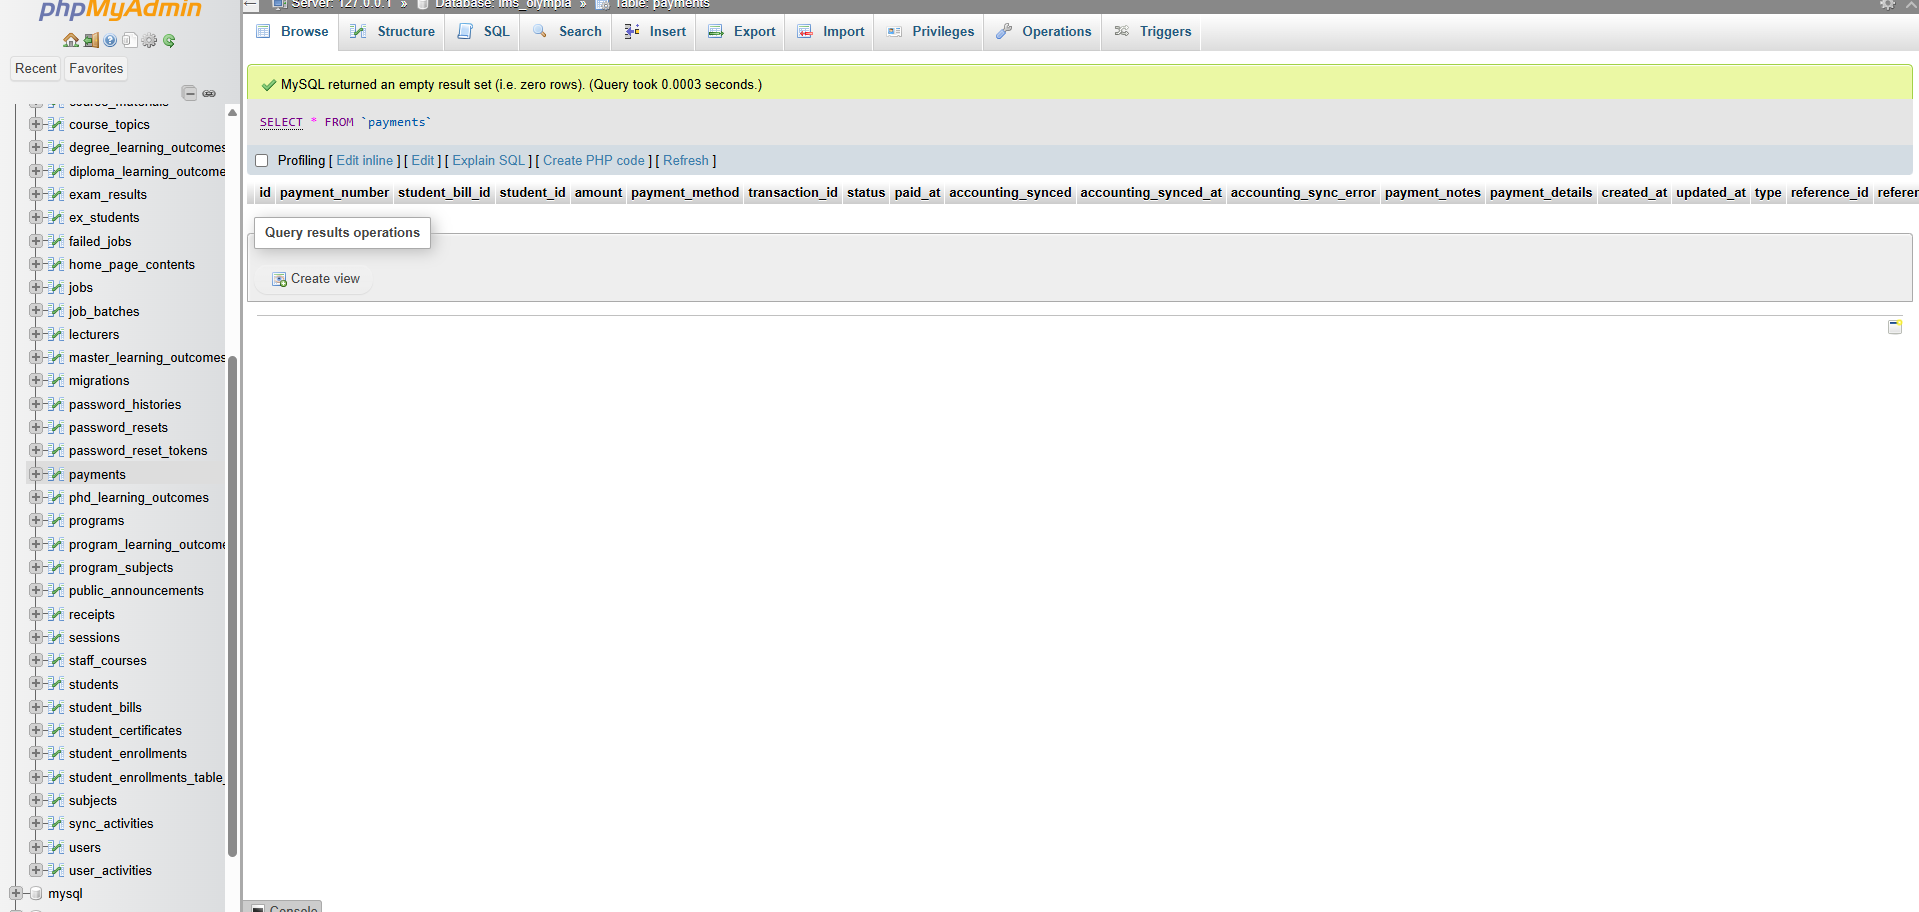 phpMyAdmin
Recent
Favorites
course_materials
course_topics
degree_learning_outcomes
diploma_learning_outcome
exam_results
ex_students
failed_jobs
home_page_contents
jobs
job_batches
lecturers
master_learning_outcomes
migrations
password_histories
password_resets
password_reset_tokens
payments
phd_learning_outcomes
programs
program_learning_outcome
program_subjects
public_announcements
receipts
sessions
staff_courses
students
student_bills
student_certificates
student_enrollments
student_enrollments_table_
subjects
sync_activities
users
user_activities
mysql
Server: 127.0.0.1 » Database: lms_olympia » Table: payments
Browse Structure SQL Search Insert Export Import Privileges Operations Triggers
MySQL returned an empty result set (i.e. zero rows). (Query took 0.0003 seconds.)
SELECT * FROM `payments`
Profiling [ Edit inline ] [ Edit ] [ Explain SQL ] [ Create PHP code ] [ Refresh ]
id payment_number student_bill_id student_id amount payment_method transaction_id status paid_at accounting_synced accounting_synced_at accounting_sync_error payment_notes payment_details created_at updated_at type reference_id referen
Query results operations
Create view
Console